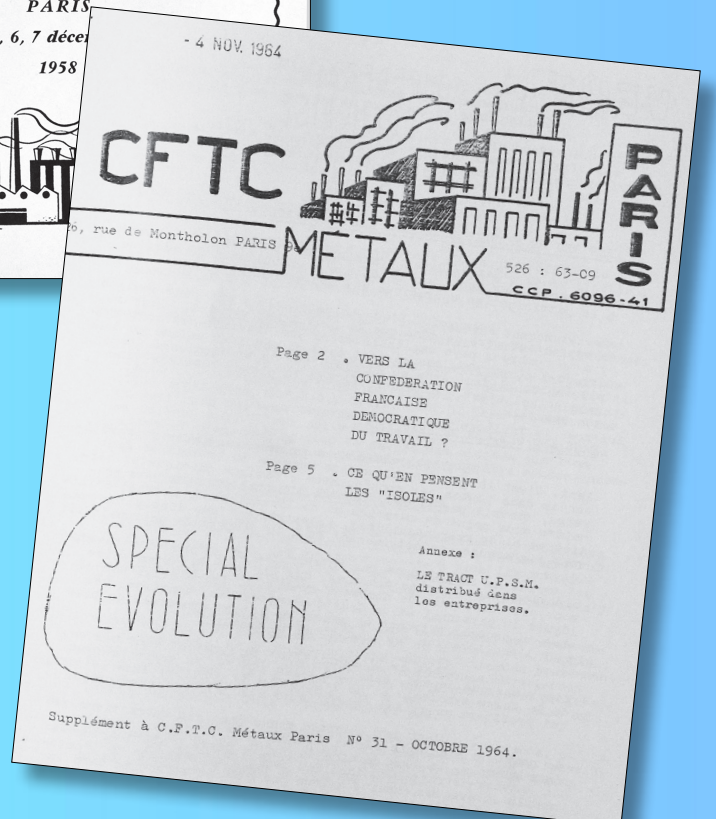 PARIS
, 6, 7 décem
1958
- 4 NOV. 1964
CFTC
PARIS
26, rue de Montholon PARIS 9
MÉTAUX
526 : 63-09
CCP. 6096-41
Page 2 . VERS LA
CONFEDERATION
FRANCAISE
DEMOCRATIQUE
DU TRAVAIL ?
Page 5 . CE QU'EN PENSENT
LES "ISOLES"
SPECIAL
EVOLUTION
Annexe :
LE TRACT U.P.S.M.
distribué dans
les entreprises.
Supplément à C.F.T.C. Métaux Paris N° 31 - OCTOBRE 1964.